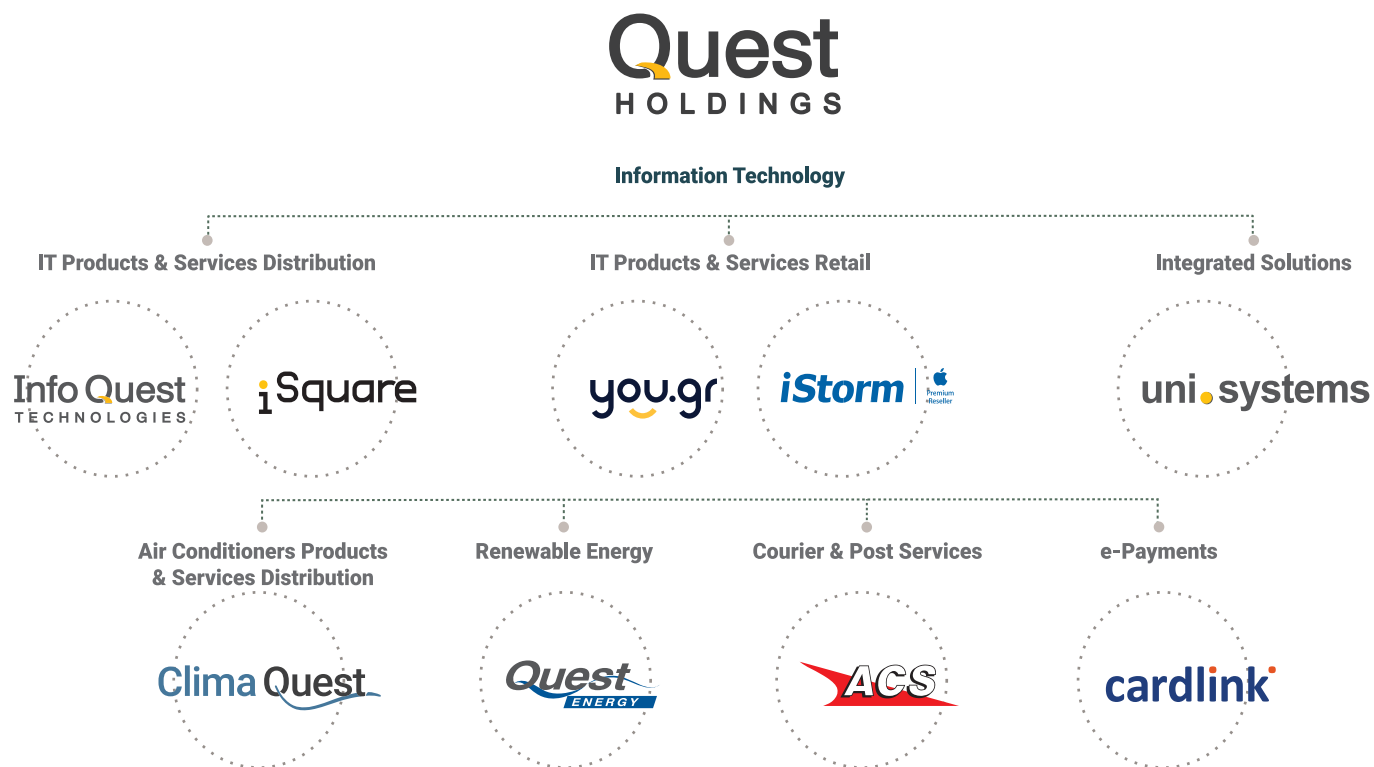 Quest
HOLDINGS
Information Technology
IT Products & Services Distribution
IT Products & Services Retail
Integrated Solutions
Info Quest
TECHNOLOGIES
iSquare
you.gr
iStorm
Premium
Reseller
uni.systems
Air Conditioners Products
& Services Distribution
Renewable Energy
Courier & Post Services
e-Payments
Clima Quest
Quest
ENERGY
ACS
cardlink